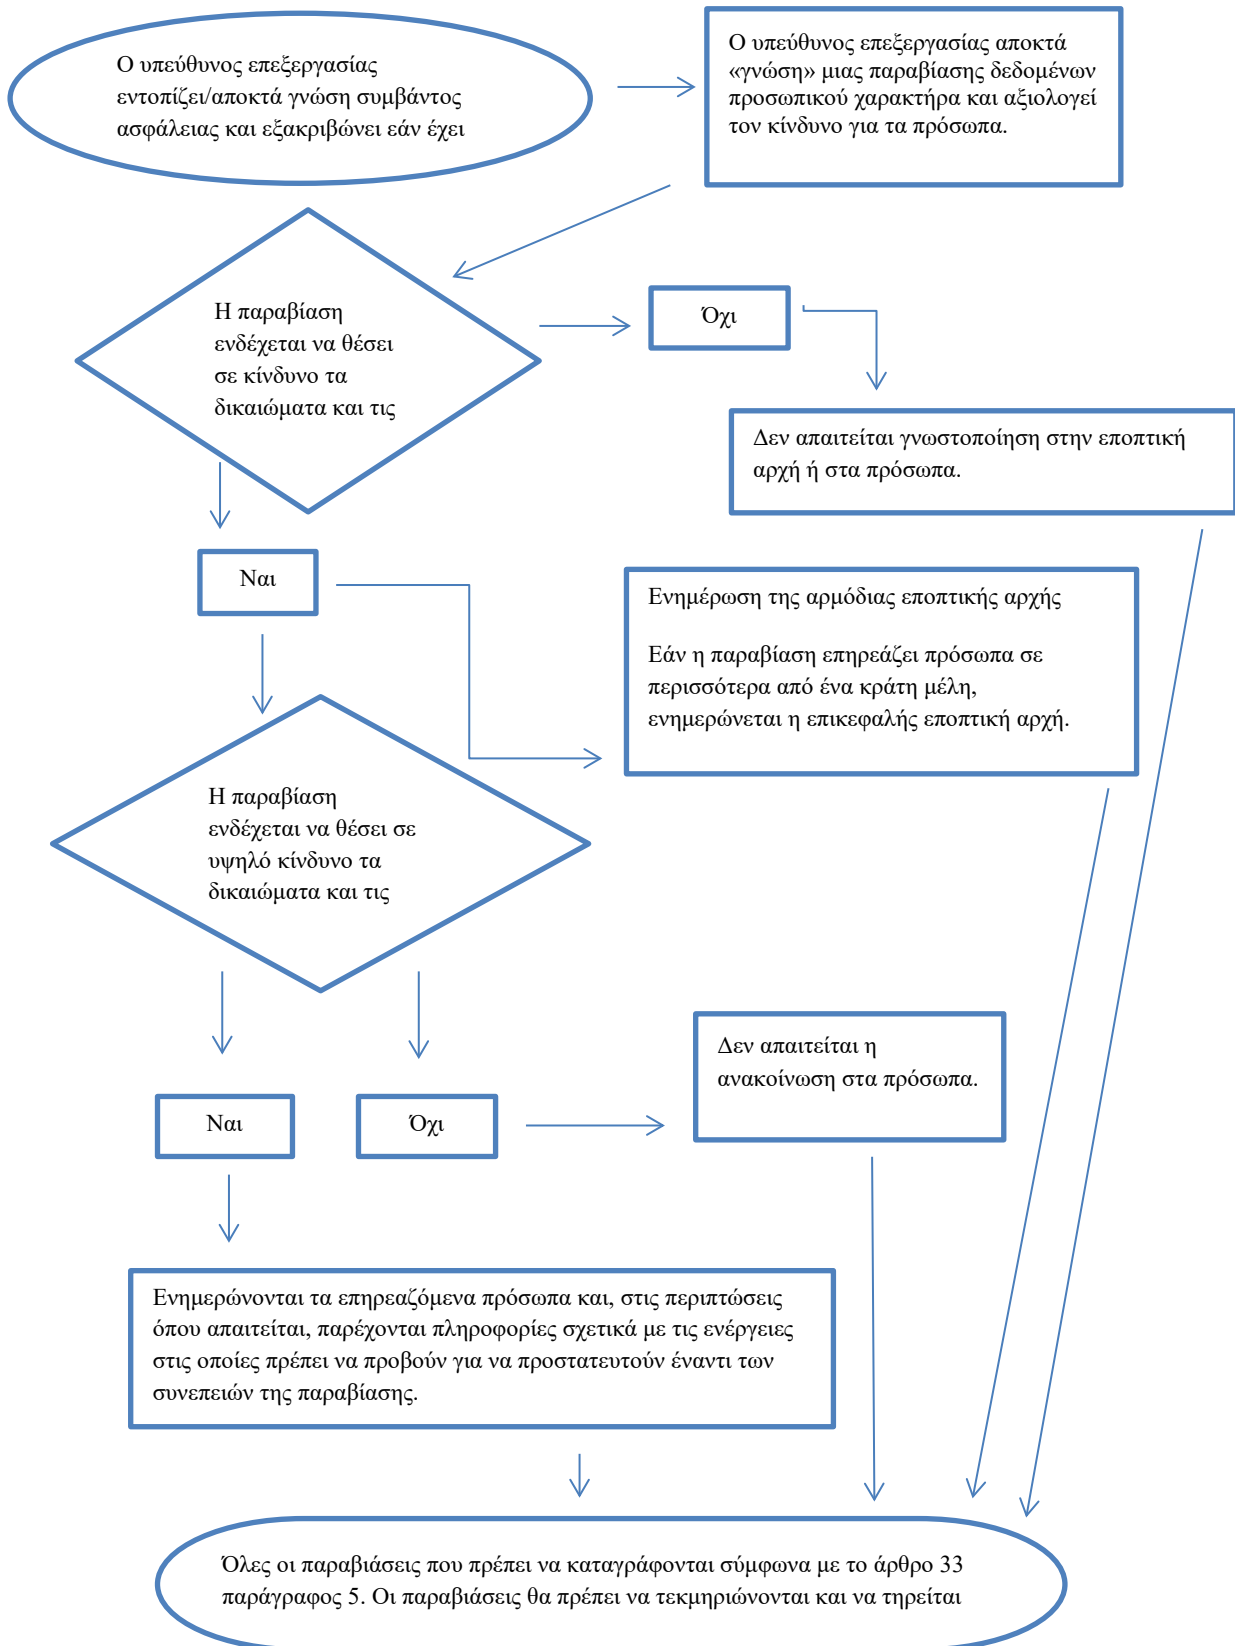 Ο υπεύθυνος επεξεργασίας
εντοπίζει/αποκτά γνώση συμβάντος
ασφάλειας και εξακριβώνει εάν έχει
Ο υπεύθυνος επεξεργασίας αποκτά
«γνώση» μιας παραβίασης δεδομένων
προσωπικού χαρακτήρα και αξιολογεί
τον κίνδυνο για τα πρόσωπα.
Η παραβίαση
ενδέχεται να θέσει
σε κίνδυνο τα
δικαιώματα και τις
Όχι
Δεν απαιτείται γνωστοποίηση στην εποπτική
αρχή ή στα πρόσωπα.
Ναι
Ενημέρωση της αρμόδιας εποπτικής αρχής
Εάν η παραβίαση επηρεάζει πρόσωπα σε
περισσότερα από ένα κράτη μέλη,
ενημερώνεται η επικεφαλής εποπτική αρχή.
Η παραβίαση
ενδέχεται να θέσει σε
υψηλό κίνδυνο τα
δικαιώματα και τις
Δεν απαιτείται η
ανακοίνωση στα πρόσωπα.
Ναι
Όχι
Ενημερώνονται τα επηρεαζόμενα πρόσωπα και, στις περιπτώσεις
όπου απαιτείται, παρέχονται πληροφορίες σχετικά με τις ενέργειες
στις οποίες πρέπει να προβούν για να προστατευτούν έναντι των
συνεπειών της παραβίασης.
Όλες οι παραβιάσεις που πρέπει να καταγράφονται σύμφωνα με το άρθρο 33
παράγραφος 5. Οι παραβιάσεις θα πρέπει να τεκμηριώνονται και να τηρείται